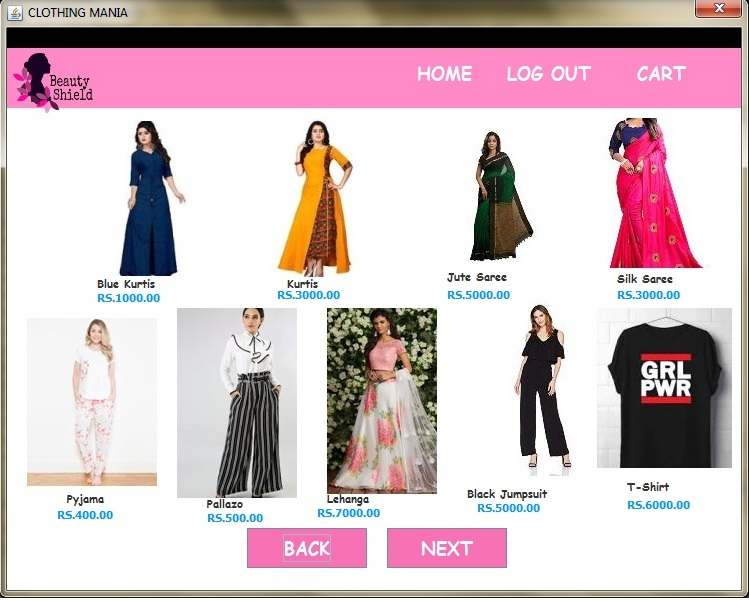 CLOTHING MANIA
Beauty
Shield
HOME LOG OUT CART
Blue Kurtis
RS.1000.00
Kurtis
RS.3000.00
Jute Saree
RS.5000.00
Silk Saree
RS.3000.00
GRL
PWR
Pyjama
RS.400.00
Pallazo
RS.500.00
Lehanga
RS.7000.00
Black Jumpsuit
RS.5000.00
T-Shirt
RS.6000.00
BACK NEXT